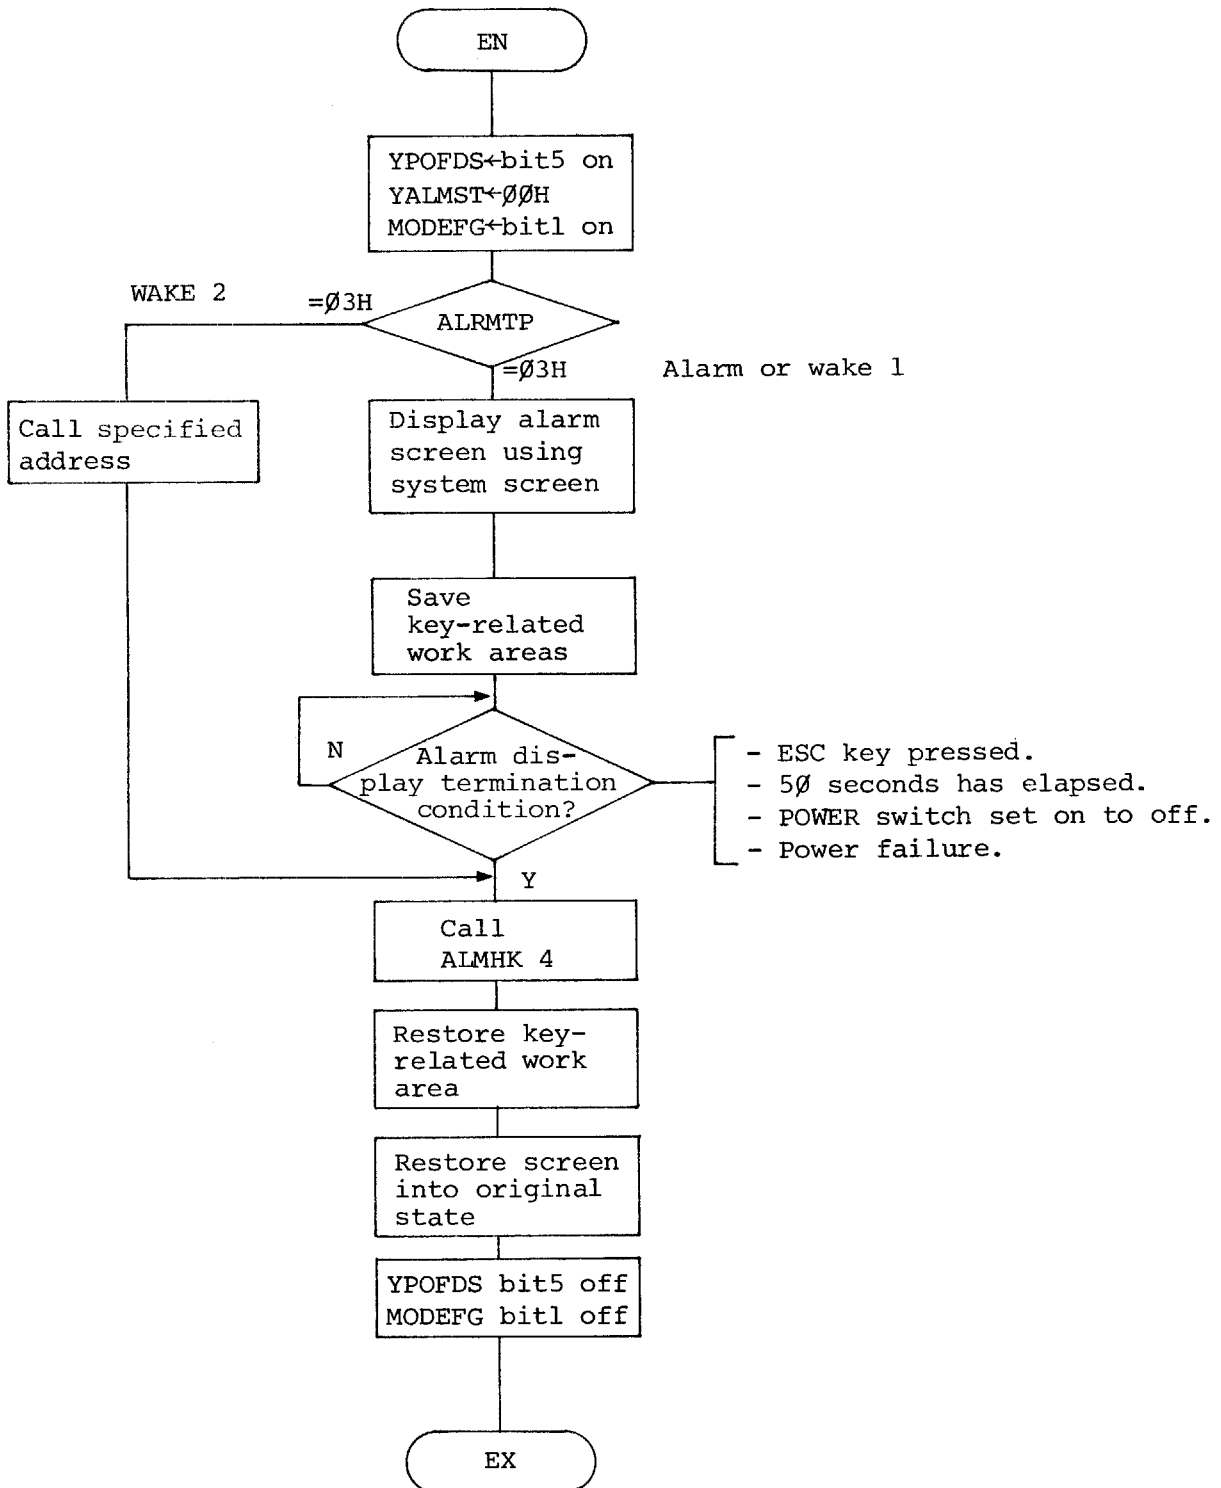 EN
YPOFDS←bit5 on
YALMST←ØØH
MODEFG←bit1 on
WAKE 2
=Ø3H
ALRMTP
=Ø3H
Alarm or wake 1
Call specified
address
Display alarm
screen using
system screen
Save
key-related
work areas
N
Alarm dis-
play termination
condition?
- ESC key pressed.
- 5Ø seconds has elapsed.
- POWER switch set on to off.
- Power failure.
Y
Call
ALMHK 4
Restore key-
related work
area
Restore screen
into original
state
YPOFDS bit5 off
MODEFG bit1 off
EX